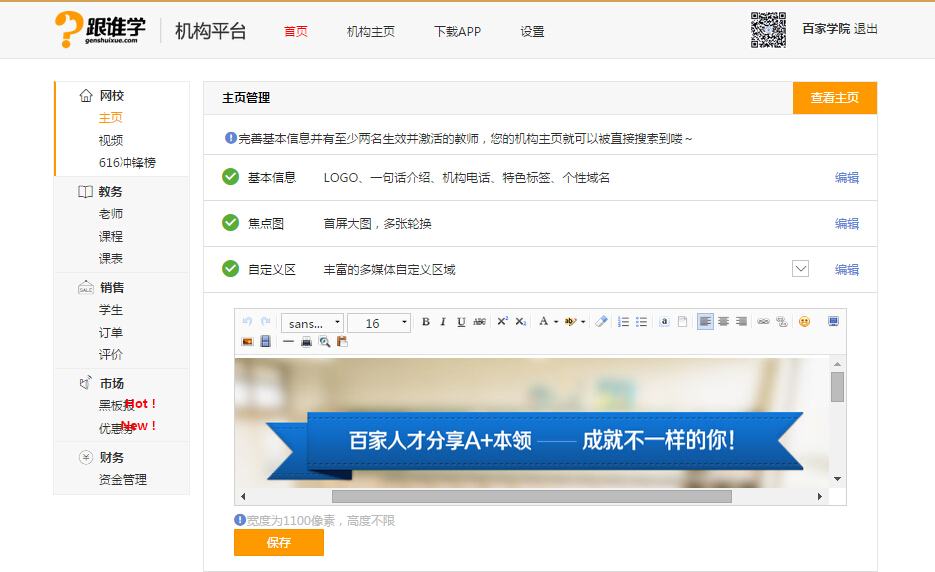 跟谁学
genshuixue.com
机构平台
首页
机构主页
下载APP
设置
百家学院 退出
网校
主页
视频
616冲锋榜
教务
老师
课程
课表
SALE 销售
学生
订单
评价
市场
黑板报 Hot！
优惠券 New！
财务
资金管理
主页管理
查看主页
完善基本信息并有至少两名生效并激活的教师，您的机构主页就可以被直接搜索到喽～
基本信息 LOGO、一句话介绍、机构电话、特色标签、个性域名 编辑
焦点图 首屏大图，多张轮换 编辑
自定义区 丰富的多媒体自定义区域 编辑
sans... 16 B I U ABC X² X₂ A ab a
百家人才分享A+本领 —— 成就不一样的你！
宽度为1100像素，高度不限
保存